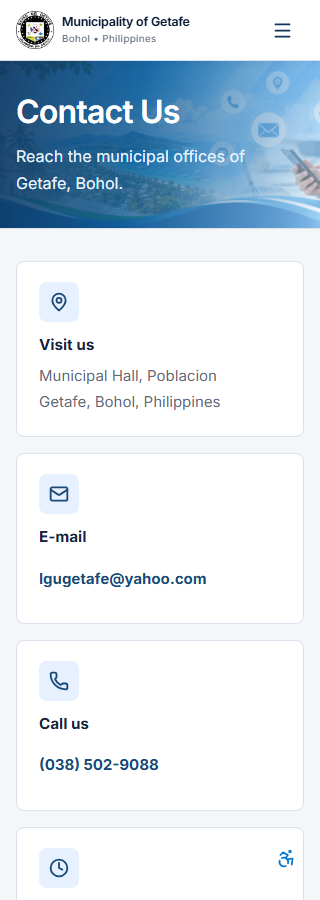 Municipality of Getafe
Bohol • Philippines
Contact Us
Reach the municipal offices of
Getafe, Bohol.
Visit us
Municipal Hall, Poblacion
Getafe, Bohol, Philippines
E-mail
lgugetafe@yahoo.com
Call us
(038) 502-9088